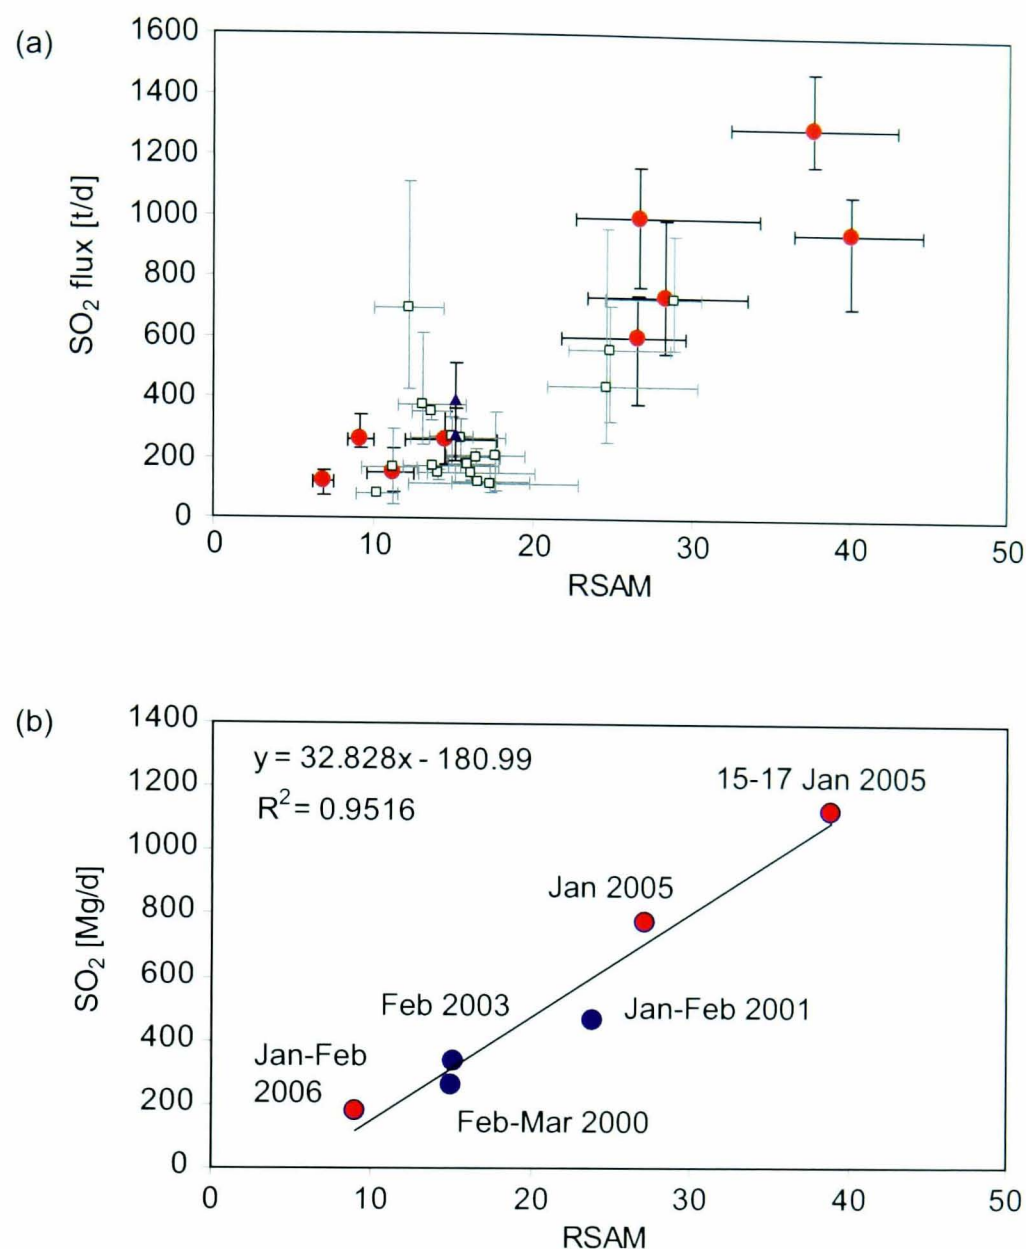 (a)
1600
1400
1200
1000
800
600
400
200
0
SO2 flux [t/d]
0 10 20 30 40 50
RSAM
(b)
1400
1200
1000
800
600
400
200
0
SO2 [Mg/d]
y = 32.828x - 180.99
R2 = 0.9516
15-17 Jan 2005
Jan 2005
Feb 2003
Jan-Feb 2001
Jan-Feb
2006
Feb-Mar 2000
0 10 20 30 40 50
RSAM